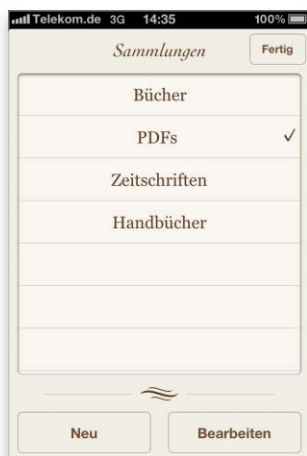 Telekom.de 3G 14:35 100%
Sammlungen Fertig
Bücher
PDFs
Zeitschriften
Handbücher
Neu Bearbeiten